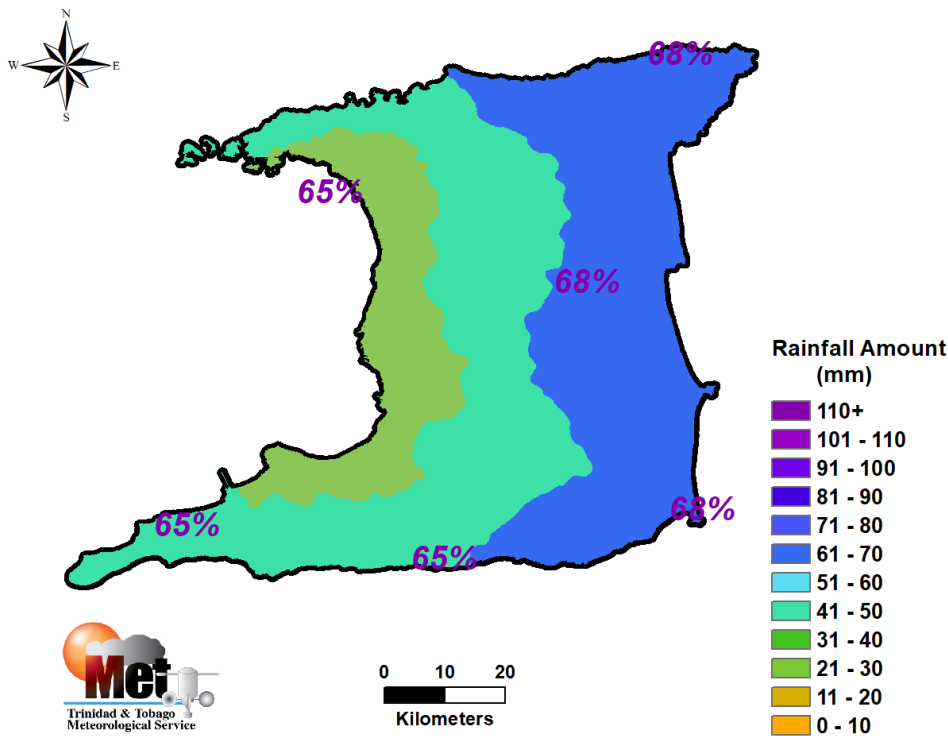 N
W E
S
68%
65%
68%
68%
65%
65%
Rainfall Amount
(mm)
110+
101 - 110
91 - 100
81 - 90
71 - 80
61 - 70
51 - 60
41 - 50
31 - 40
21 - 30
11 - 20
0 - 10
Met
Trinidad & Tobago
Meteorological Service
0 10 20
Kilometers